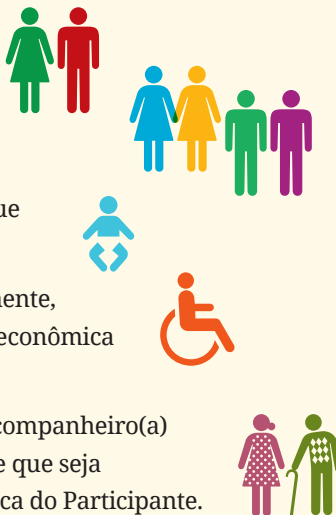 ue
ente,
econômica
companheiro(a)
e que seja
ca do Participante.